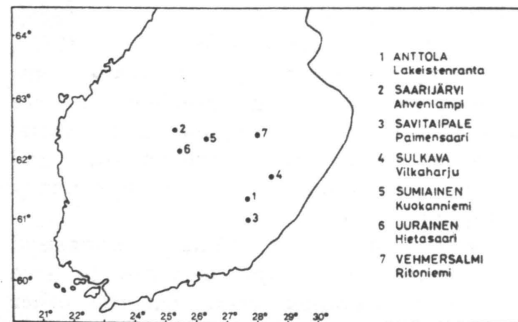 64°
63°
62°
61°
60°
21°
22°
23°
24°
25°
26°
27°
28°
29°
30°
2
5
7
6
4
1
3
1 ANTTOLA
Lakeistenranta
2 SAARIJÄRVI
Ahvenlampi
3 SAVITAIPALE
Paimensaari
4 SULKAVA
Vilkaharju
5 SUMIAINEN
Kuokanniemi
6 UURAINEN
Hietasaari
7 VEHMERSALMI
Ritoniemi